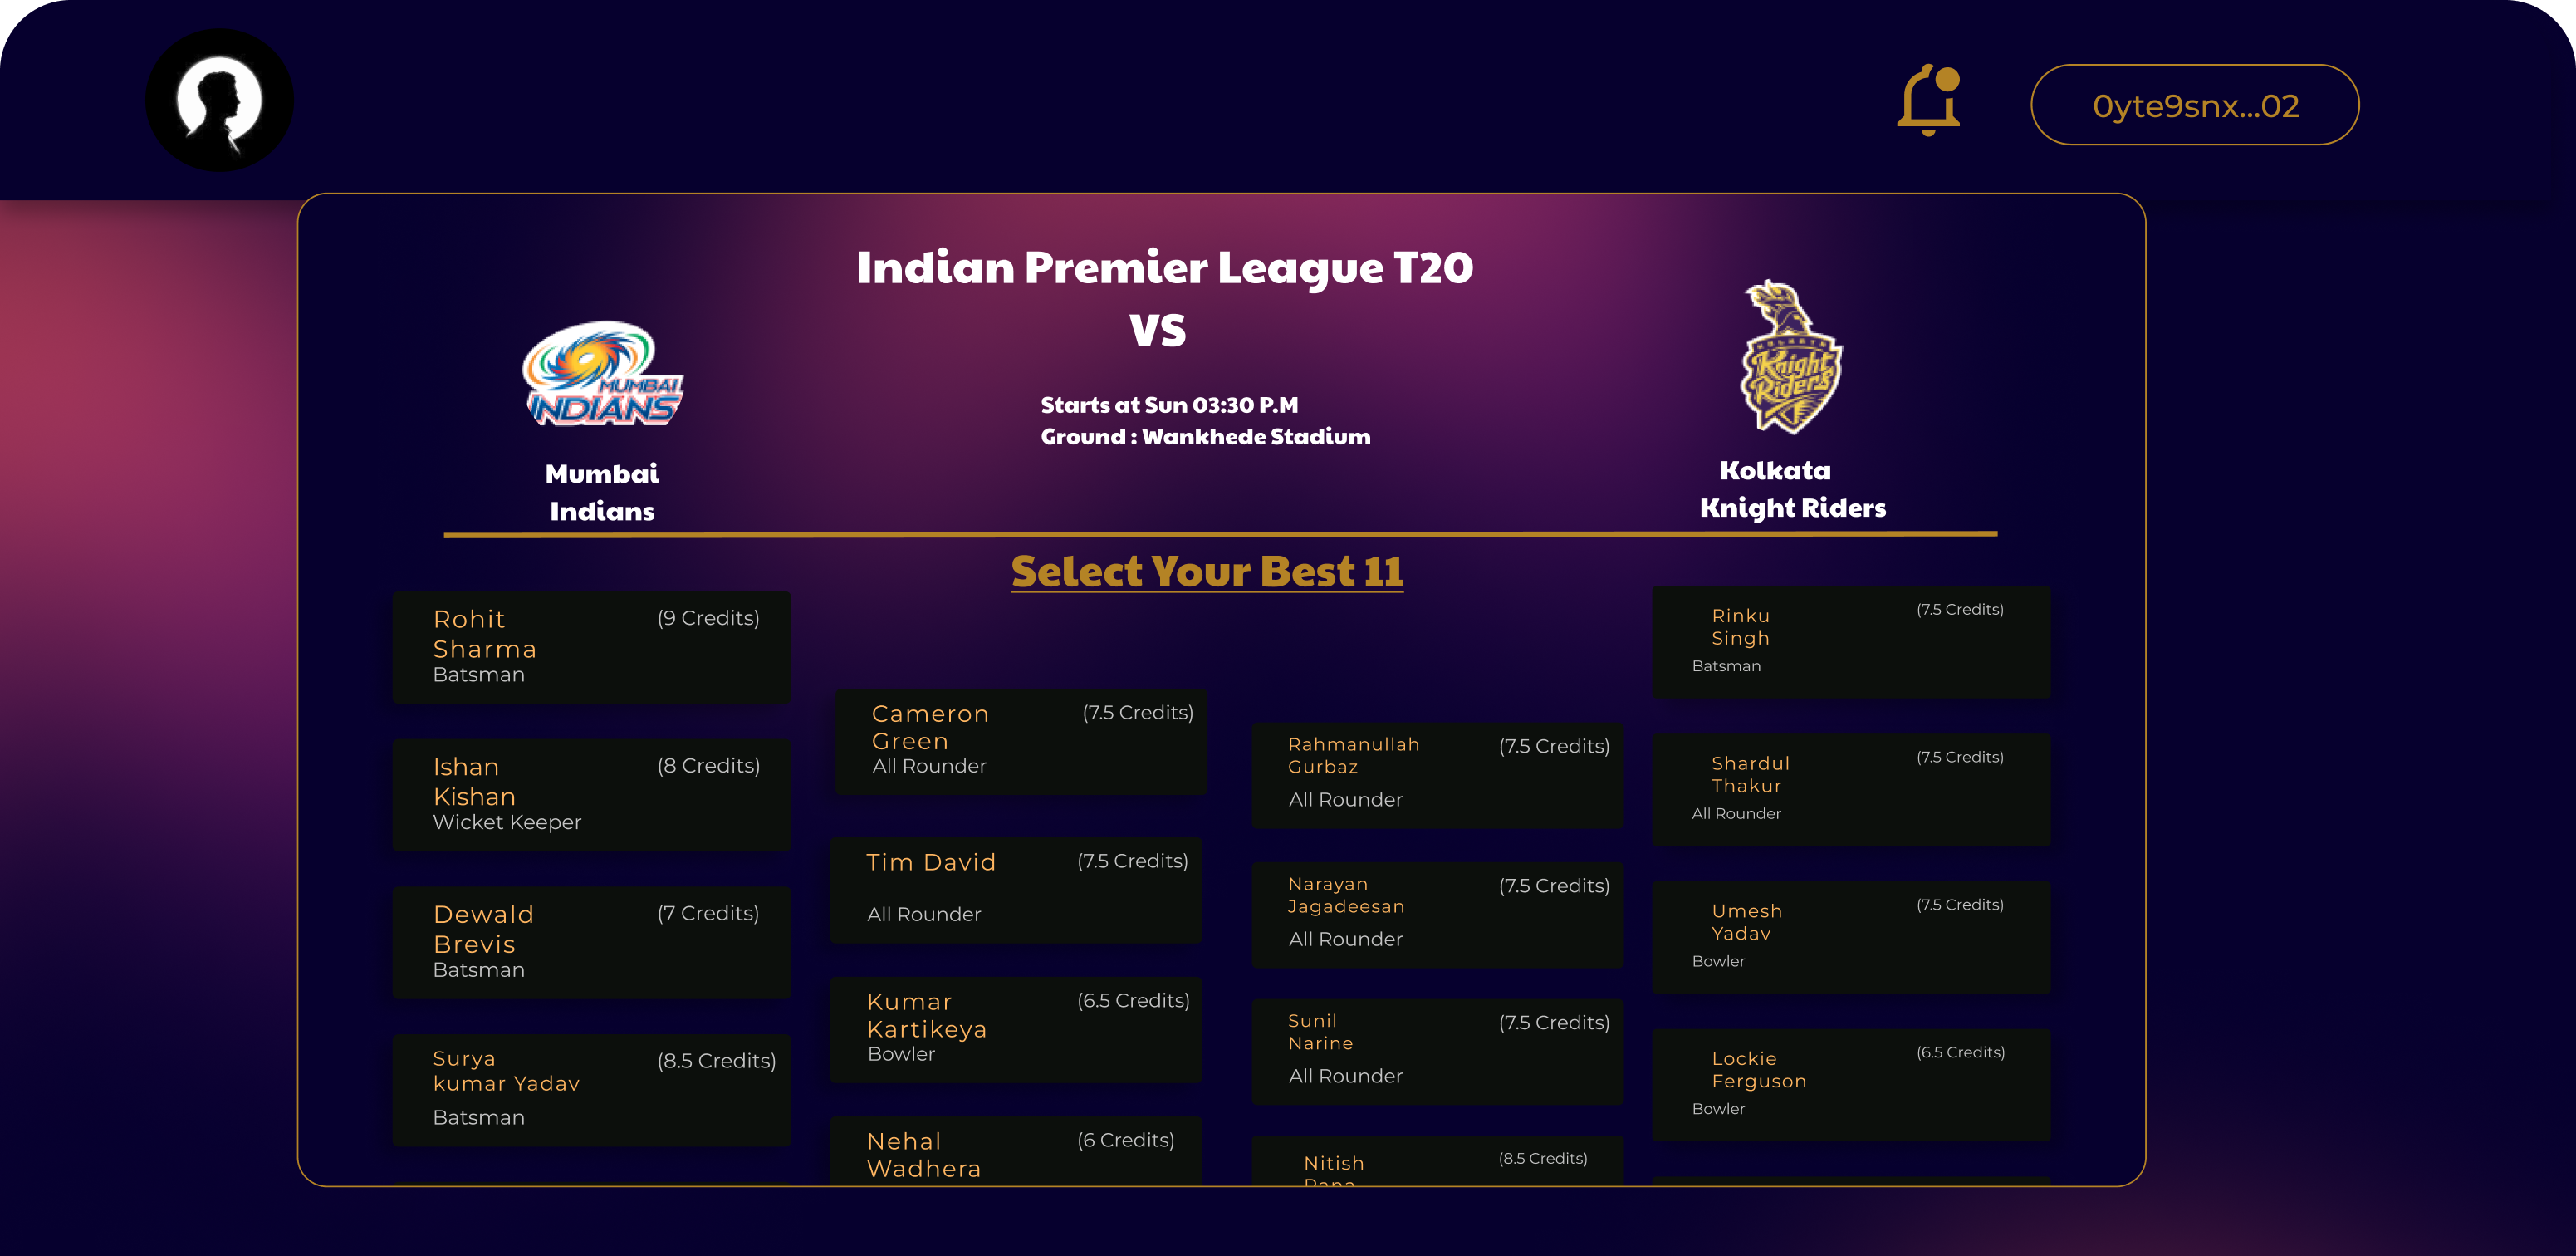 0yte9snx...02
Indian Premier League T20
VS
MUMBAI
INDIANS
KOLKATA
Knight
Riders
Starts at Sun 03:30 P.M
Ground : Wankhede Stadium
Mumbai
Indians
Kolkata
Knight Riders
Select Your Best 11
Rohit
Sharma
(9 Credits)
Batsman
Ishan
Kishan
(8 Credits)
Wicket Keeper
Dewald
Brevis
(7 Credits)
Batsman
Surya
kumar Yadav
(8.5 Credits)
Batsman
Cameron
Green
(7.5 Credits)
All Rounder
Tim David
(7.5 Credits)
All Rounder
Kumar
Kartikeya
(6.5 Credits)
Bowler
Nehal
Wadhera
(6 Credits)
Rahmanullah
Gurbaz
(7.5 Credits)
All Rounder
Narayan
Jagadeesan
(7.5 Credits)
All Rounder
Sunil
Narine
(7.5 Credits)
All Rounder
Nitish
Rana
(8.5 Credits)
Rinku
Singh
(7.5 Credits)
Batsman
Shardul
Thakur
(7.5 Credits)
All Rounder
Umesh
Yadav
(7.5 Credits)
Bowler
Lockie
Ferguson
(6.5 Credits)
Bowler